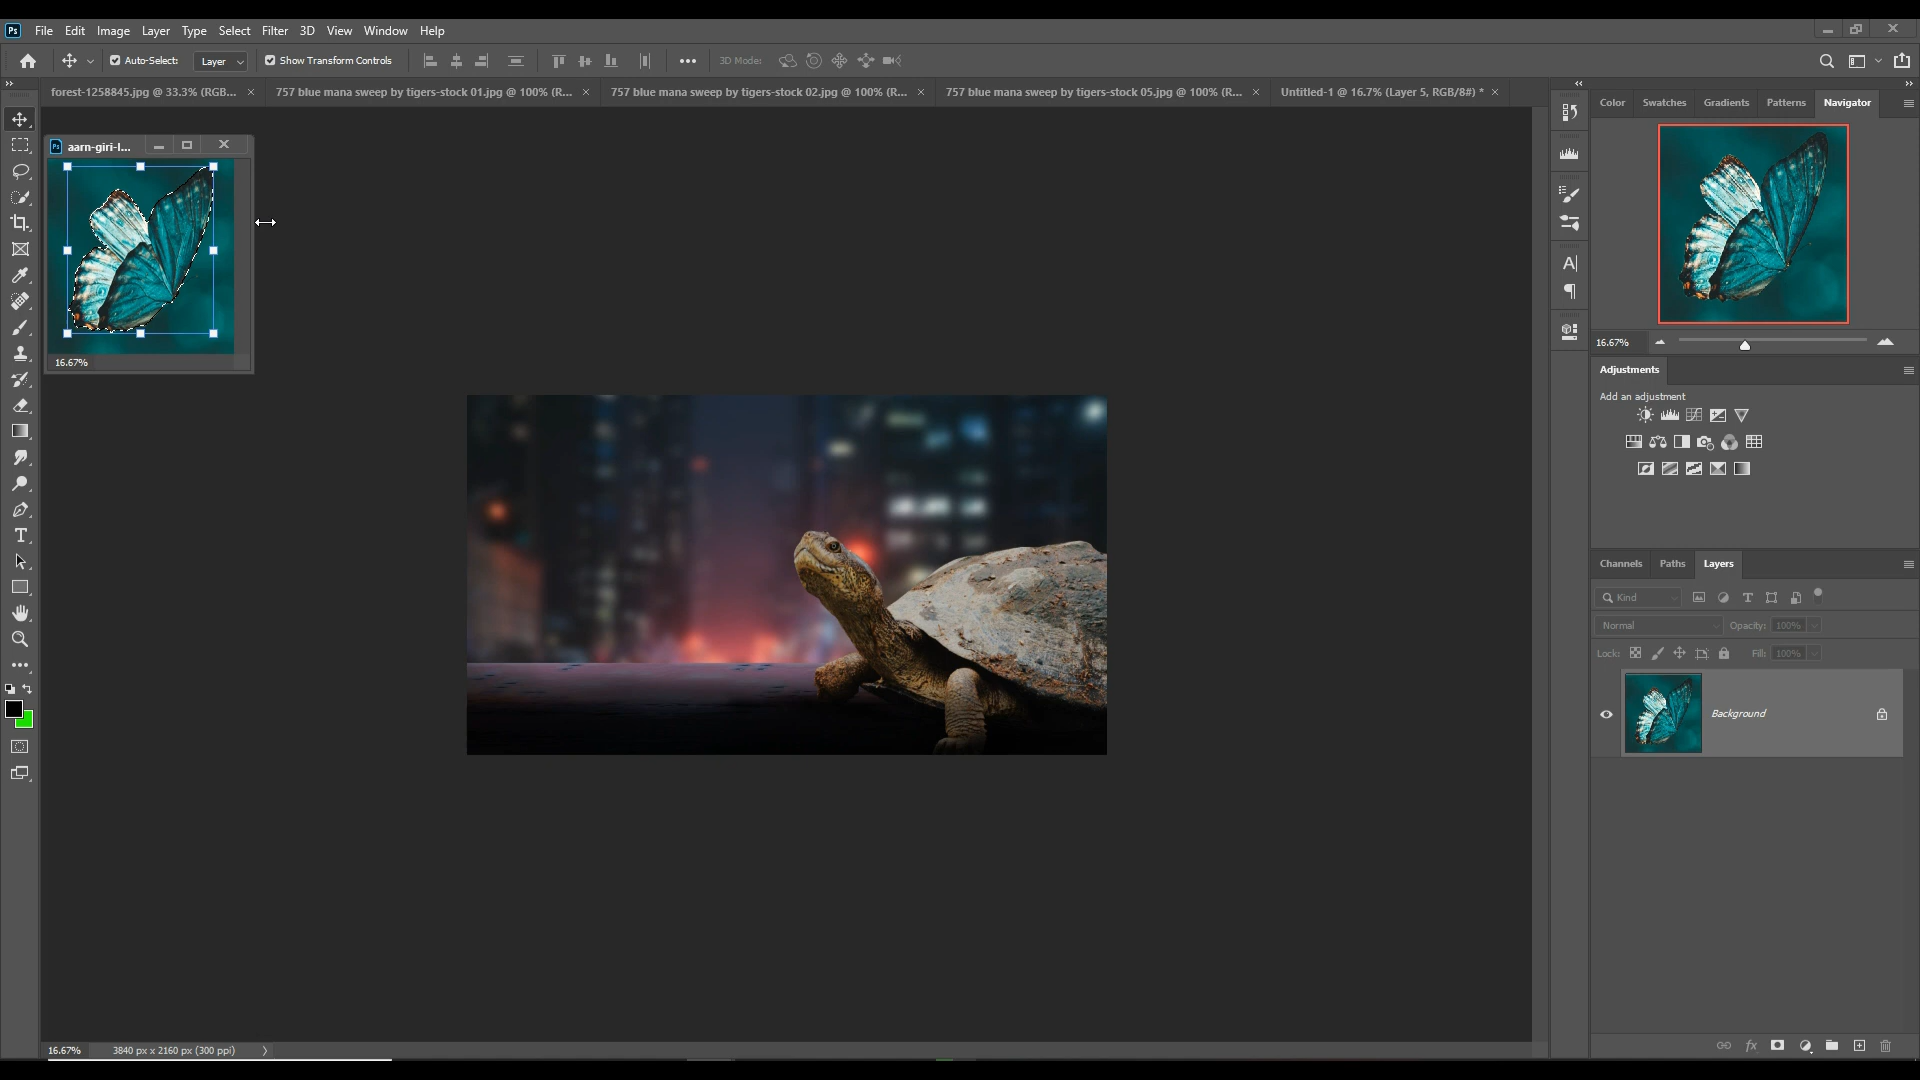 Ps File Edit Image Layer Type Select Filter 3D View Window Help
Auto-Select: Layer Show Transform Controls 3D Mode:
forest-1258845.jpg @ 33.3% (RGB... × 757 blue mana sweep by tigers-stock 01.jpg @ 100% (R... × 757 blue mana sweep by tigers-stock 02.jpg @ 100% (R... × 757 blue mana sweep by tigers-stock 05.jpg @ 100% (R... × Untitled-1 @ 16.7% (Layer 5, RGB/8#) * ×
Color Swatches Gradients Patterns Navigator
Ps aarn-giri-l...
16.67%
16.67%
Adjustments
Add an adjustment
Channels Paths Layers
Kind
Normal Opacity: 100%
Lock: Fill: 100%
Background
16.67% 3840 px x 2160 px (300 ppi)